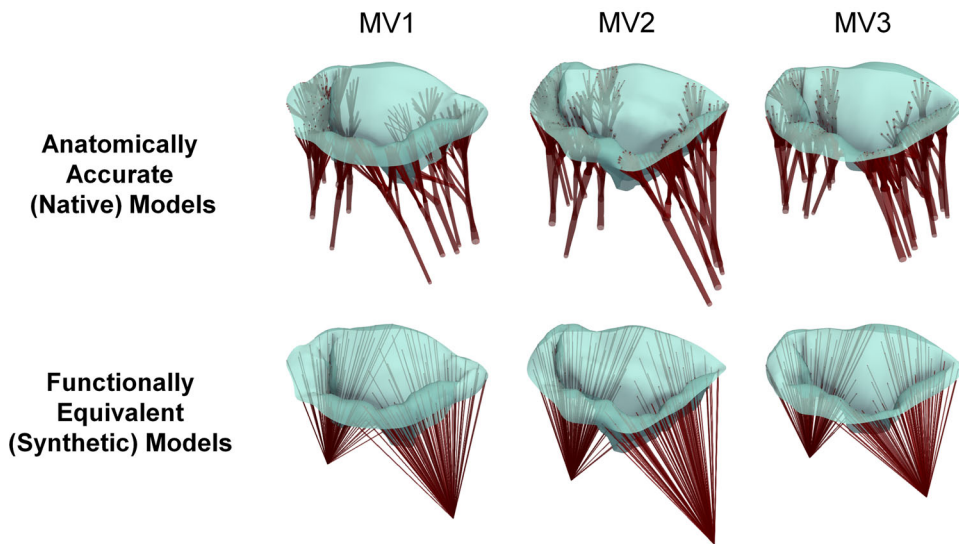 MV1 MV2 MV3
Anatomically
Accurate
(Native) Models
Functionally
Equivalent
(Synthetic) Models